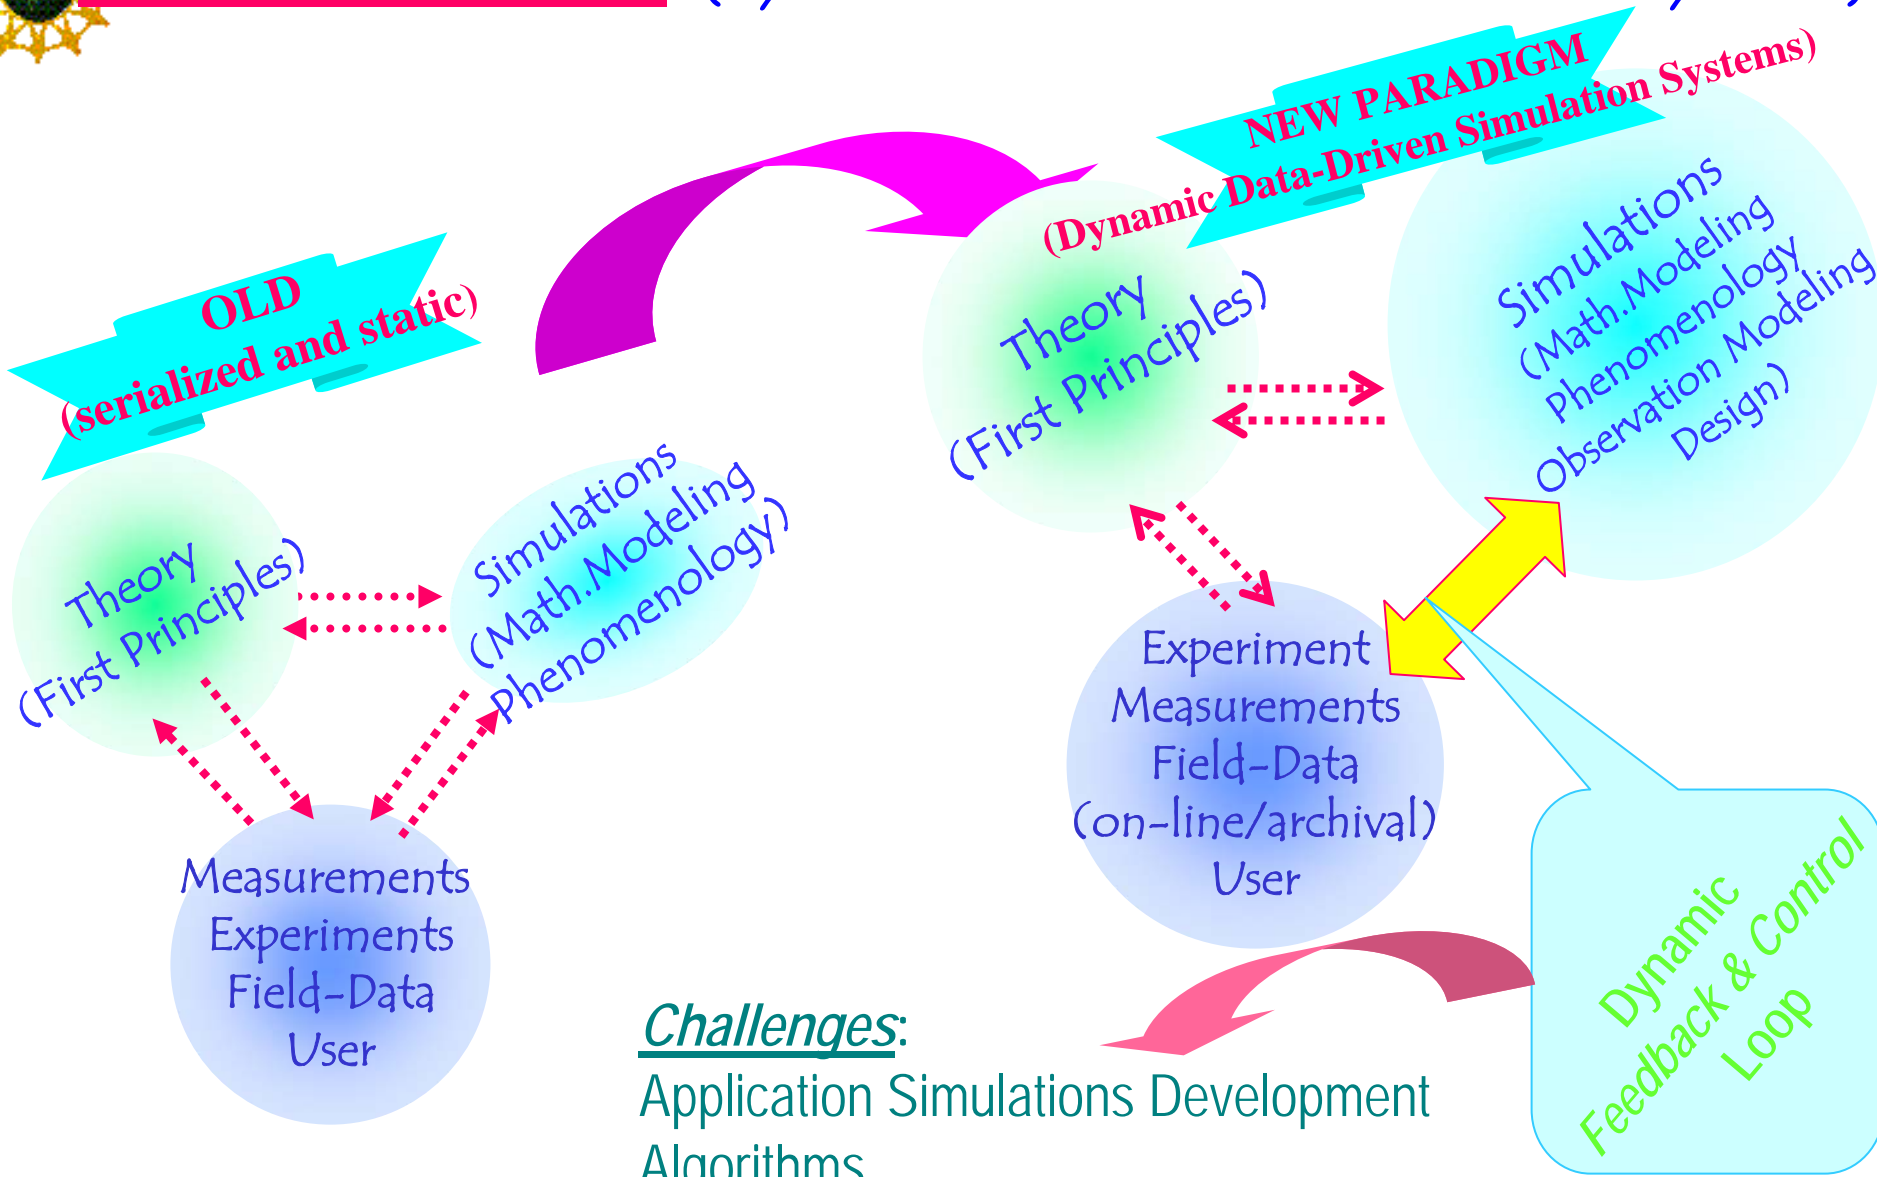 OLD
(serialized and static)
Theory
(First Principles)
Simulations
(Math.Modeling
Phenomenology)
Measurements
Experiments
Field-Data
User
NEW PARADIGM
(Dynamic Data-Driven Simulation Systems)
Theory
(First Principles)
Simulations
(Math.Modeling
Phenomenology
Observation Modeling
Design)
Experiment
Measurements
Field-Data
(on-line/archival)
User
Dynamic
Feedback & Control
Loop
Challenges:
Application Simulations Development
Algorithms